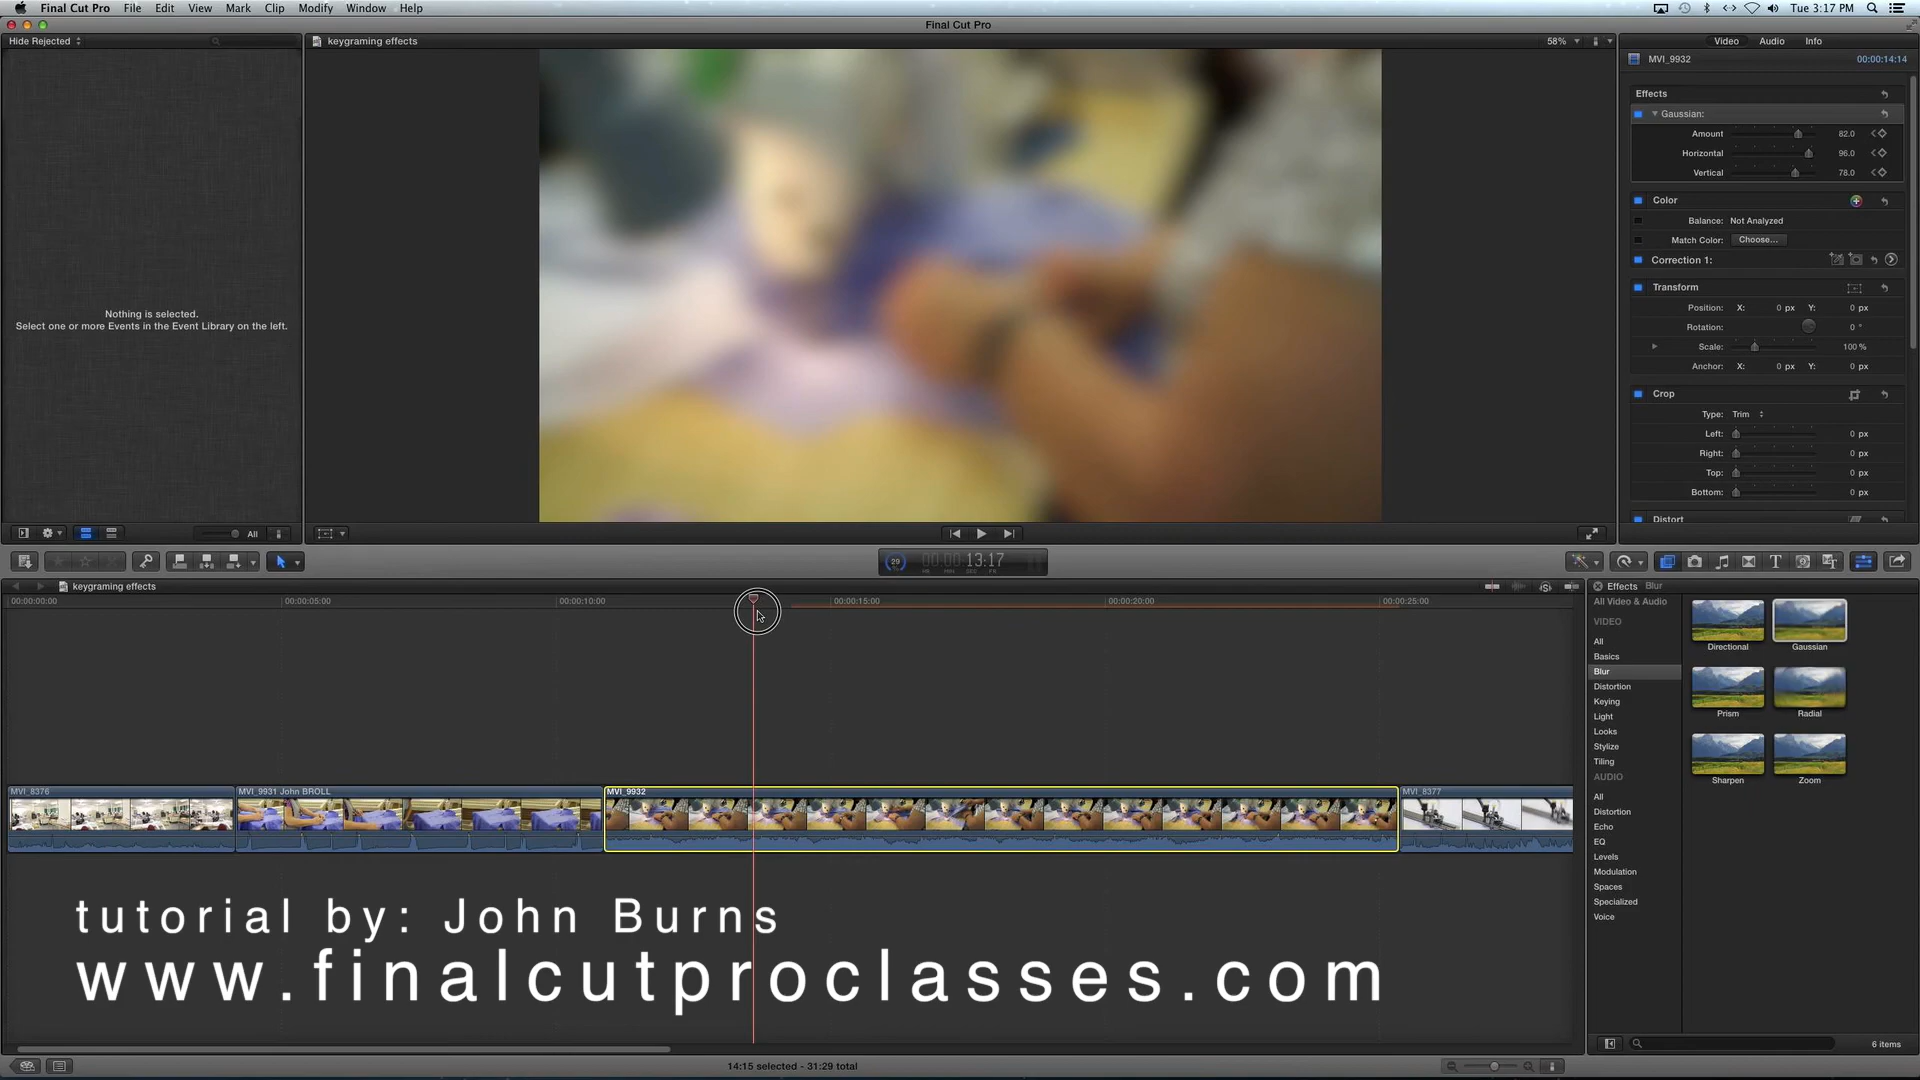 Final Cut Pro File Edit View Mark Clip Modify Window Help Tue 3:17 PM
Final Cut Pro
Hide Rejected keygraming effects 58% Video Audio Info
MVI_9932 00:00:14:14
Effects
Gaussian:
Amount 82.0
Horizontal 96.0
Vertical 78.0
Color
Balance: Not Analyzed
Match Color: Choose...
Correction 1:
Transform
Position: X: 0 px Y: 0 px
Rotation: 0 °
Scale: 100 %
Anchor: X: 0 px Y: 0 px
Crop
Type: Trim
Left: 0 px
Right: 0 px
Top: 0 px
Bottom: 0 px
Distort
Nothing is selected.
Select one or more Events in the Event Library on the left.
All
29 00:00:13:17
keygraming effects
00:00:00:00 00:00:05:00 00:00:10:00 00:00:15:00 00:00:20:00 00:00:25:00
MVI_8376 MVI_9931 John BROLL MVI_9932 MVI_8377
Effects Blur
All Video & Audio
VIDEO
All
Basics
Blur
Distortion
Keying
Light
Looks
Stylize
Tiling
AUDIO
All
Distortion
Echo
EQ
Levels
Modulation
Spaces
Specialized
Voice
Directional Gaussian
Prism Radial
Sharpen Zoom
tutorial by: John Burns
www.finalcutproclasses.com
14:15 selected - 31:29 total
6 items